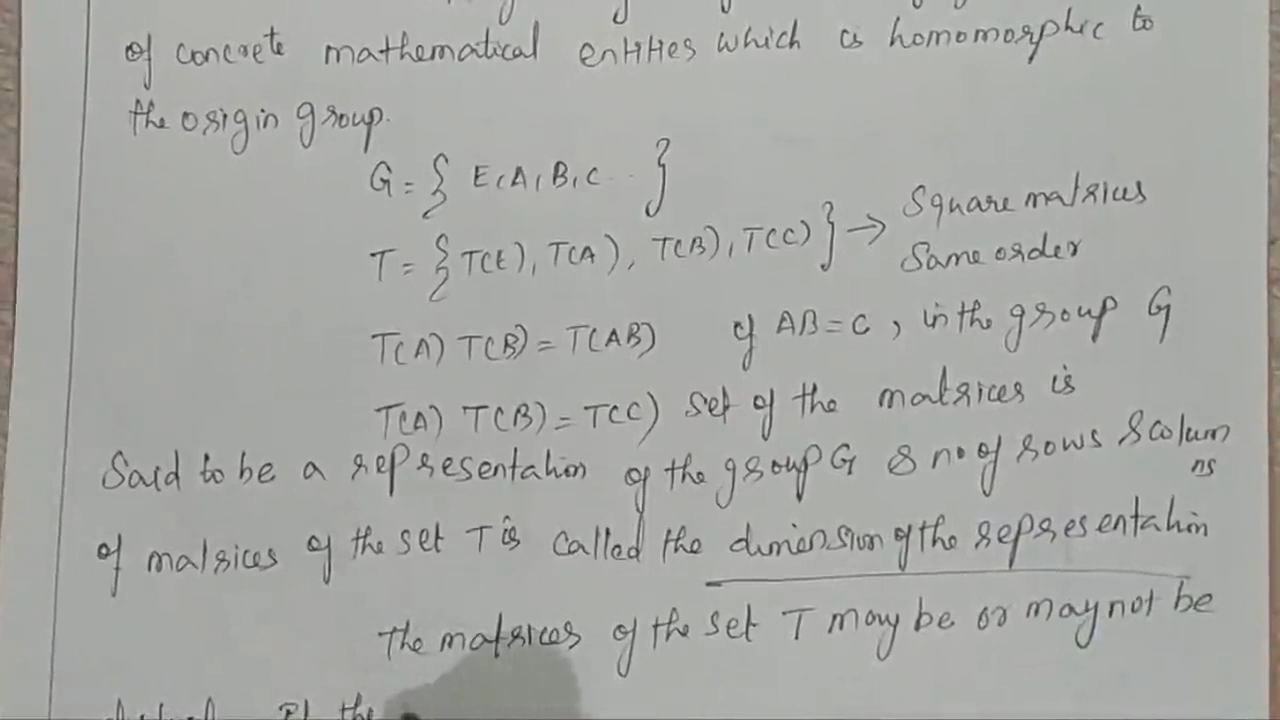 of concrete mathematical entities which is homomorphic to
the origin group.
G = { E, A, B, C .. }
T = { T(E), T(A), T(B), T(C) } → Square matrices
Same order
T(A) T(B) = T(AB) if AB = C, in the group G
T(A) T(B) = T(C) set of the matrices is
Said to be a representation of the group G & no of rows & colum
ns
of matrices of the set T is called the dimension of the representation
The matrices of the set T may be or may not be
the